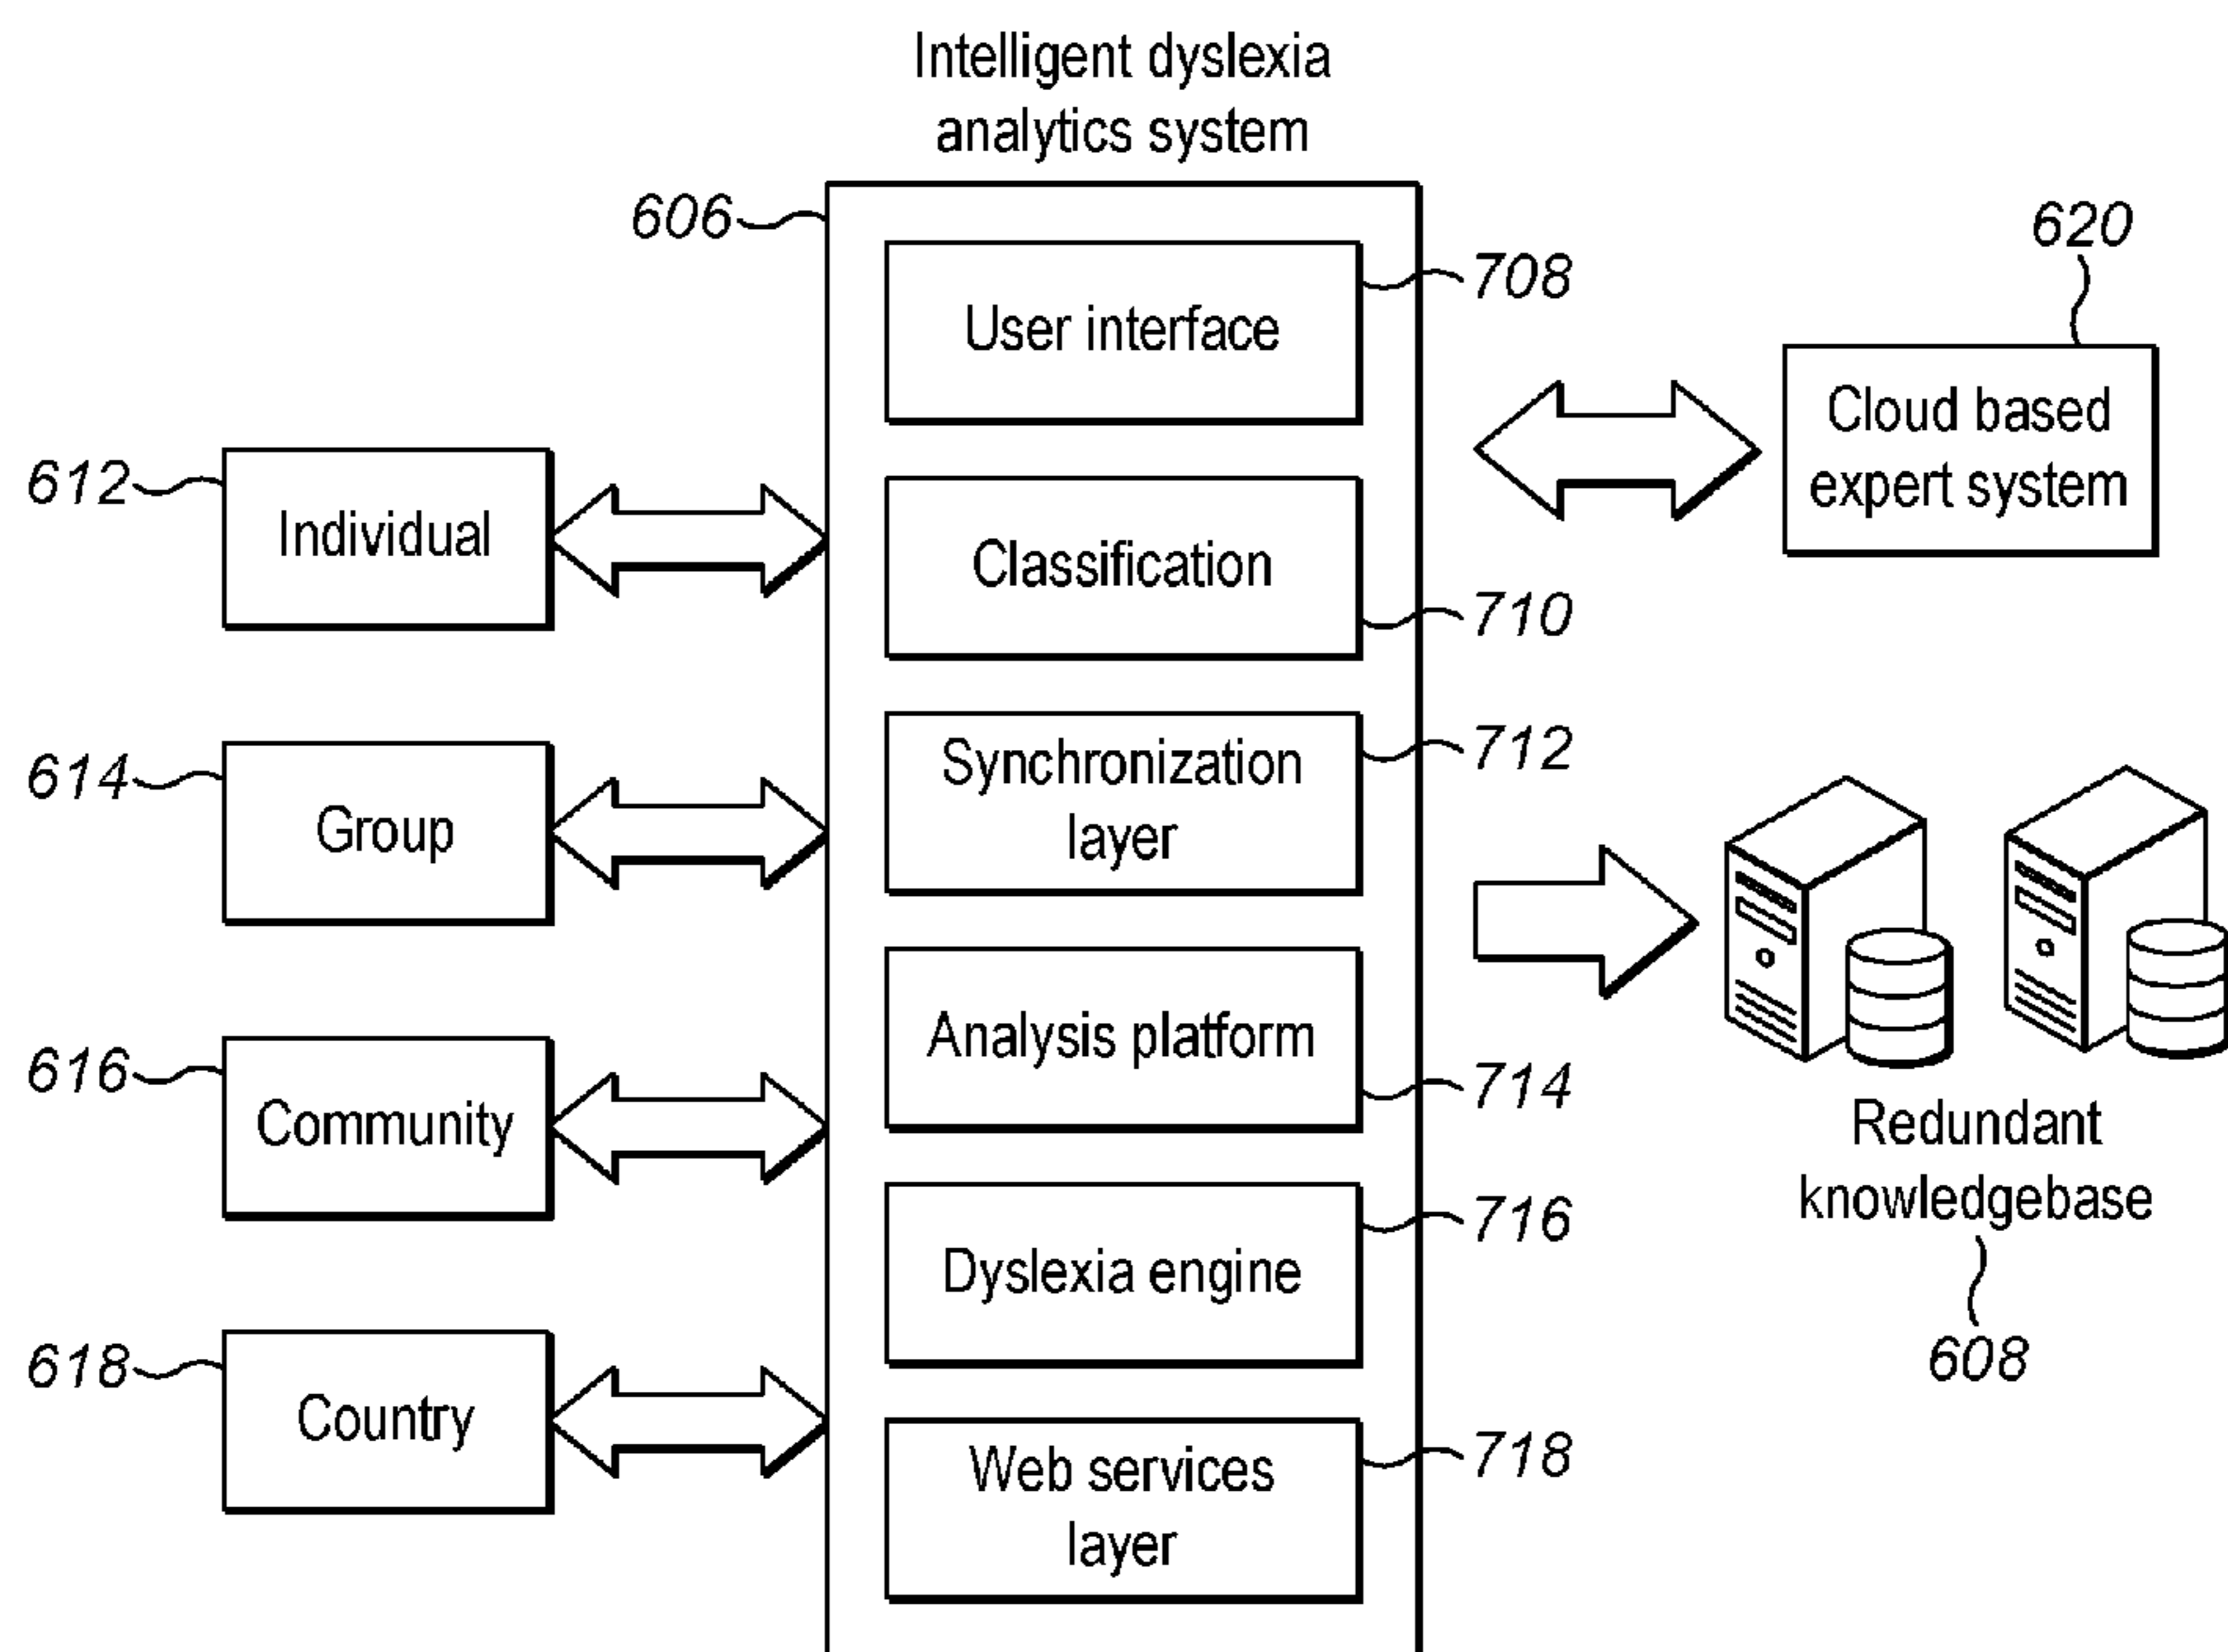 Intelligent dyslexia
analytics system
606
708
User interface
620
Cloud based
expert system
612
Individual
Classification
710
614
Group
Synchronization
layer
712
616
Community
Analysis platform
714
Redundant
knowledgebase
608
Dyslexia engine
716
618
Country
Web services
layer
718